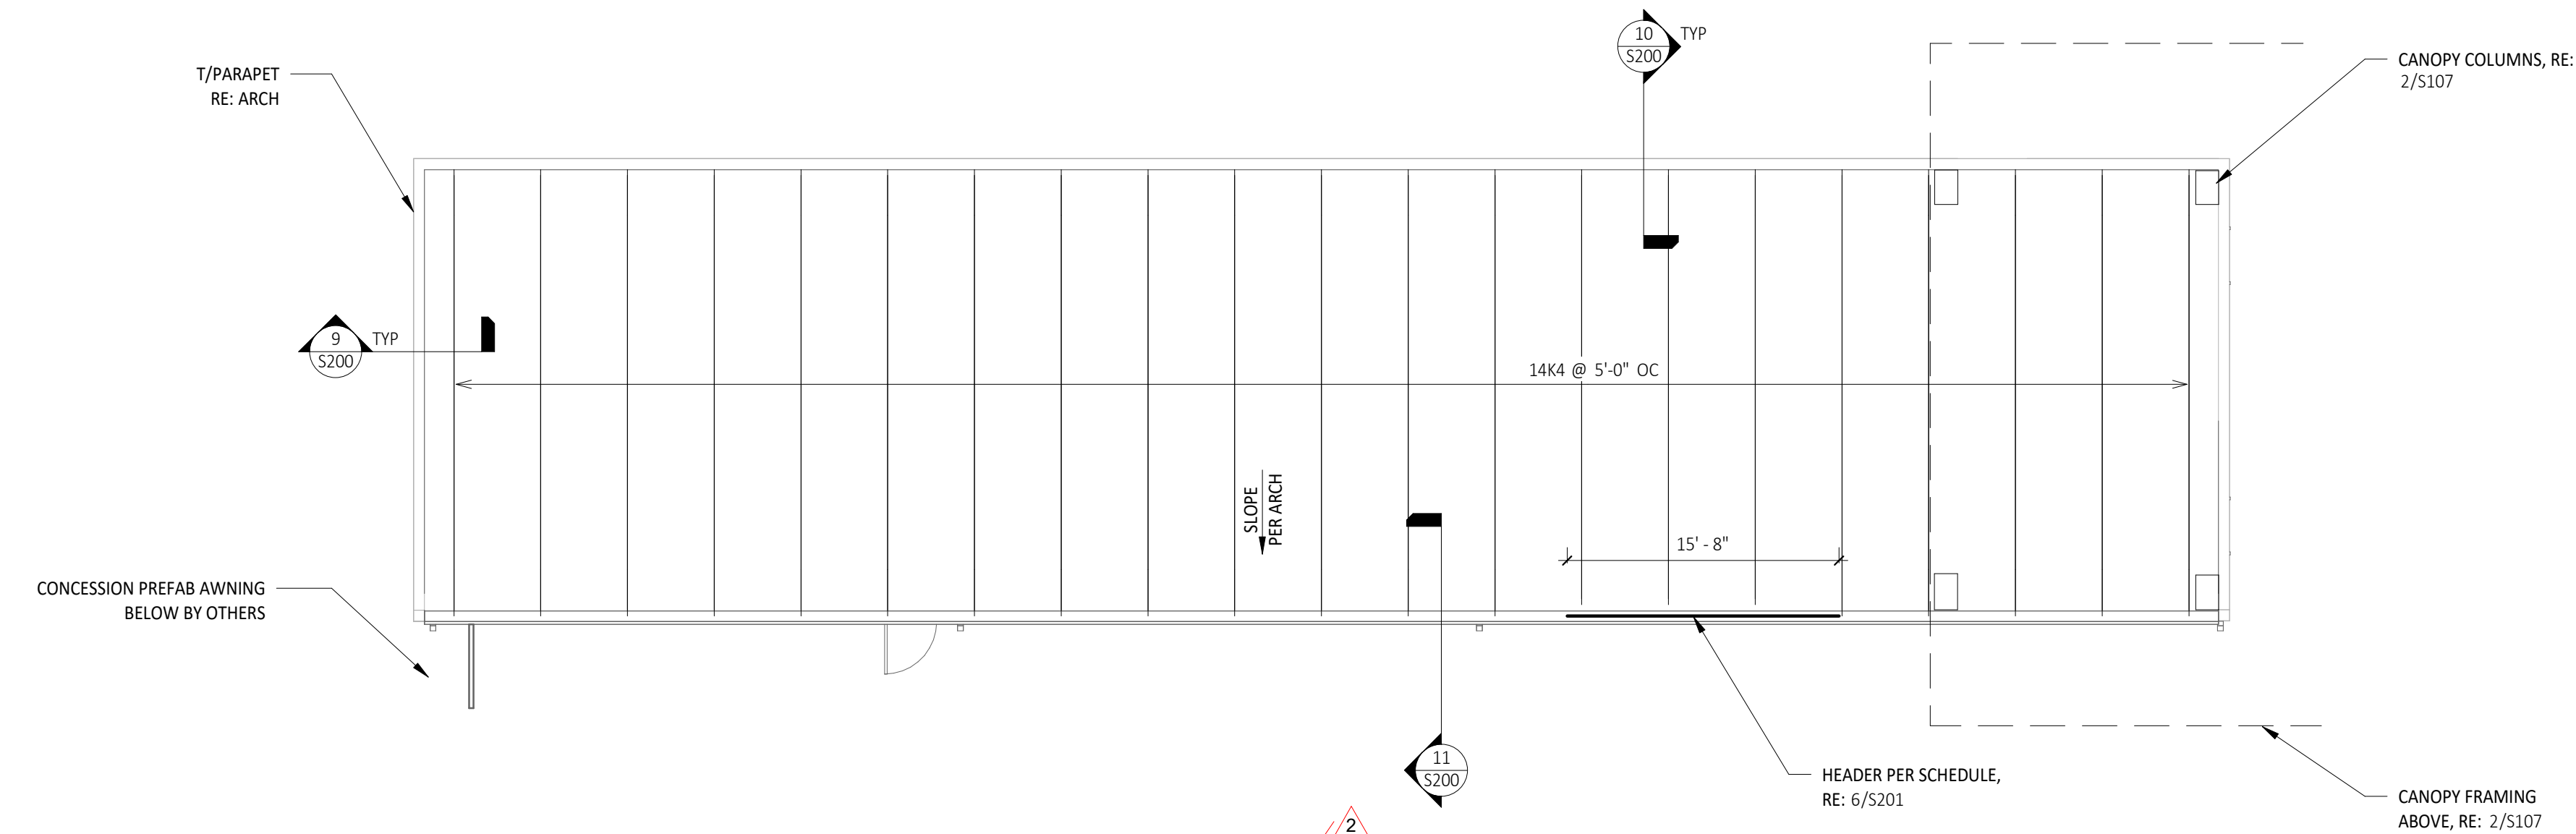 10
S200
TYP
T/PARAPET
RE: ARCH
CANOPY COLUMNS, RE:
2/S107
9
S200
TYP
14K4 @ 5'-0" OC
SLOPE
PER ARCH
15' - 8"
CONCESSION PREFAB AWNING
BELOW BY OTHERS
11
S200
HEADER PER SCHEDULE,
RE: 6/S201
CANOPY FRAMING
ABOVE, RE: 2/S107
2